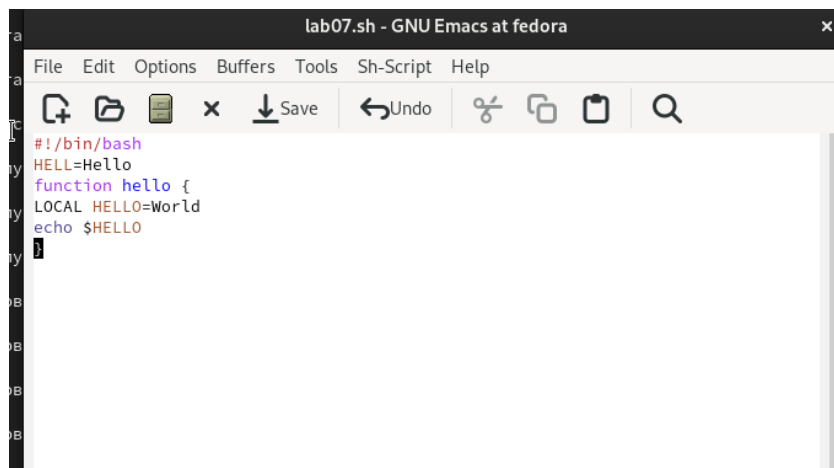 lab07.sh - GNU Emacs at fedora
File Edit Options Buffers Tools Sh-Script Help
Save Undo
#!/bin/bash
HELL=Hello
function hello {
LOCAL HELLO=World
echo $HELLO
}